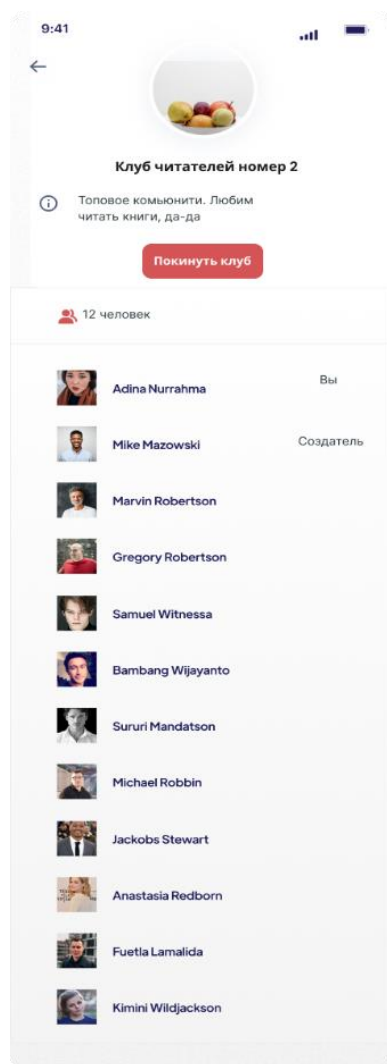 9:41
Клуб читателей номер 2
Топовое комьюнити. Любим
читать книги, да-да
Покинуть клуб
12 человек
Adina Nurrahma
Вы
Mike Mazowski
Создатель
Marvin Robertson
Gregory Robertson
Samuel Witnessa
Bambang Wijayanto
Sururi Mandatson
Michael Robbin
Jackobs Stewart
Anastasia Redborn
Fuetla Lamalida
Kimini Wildjackson